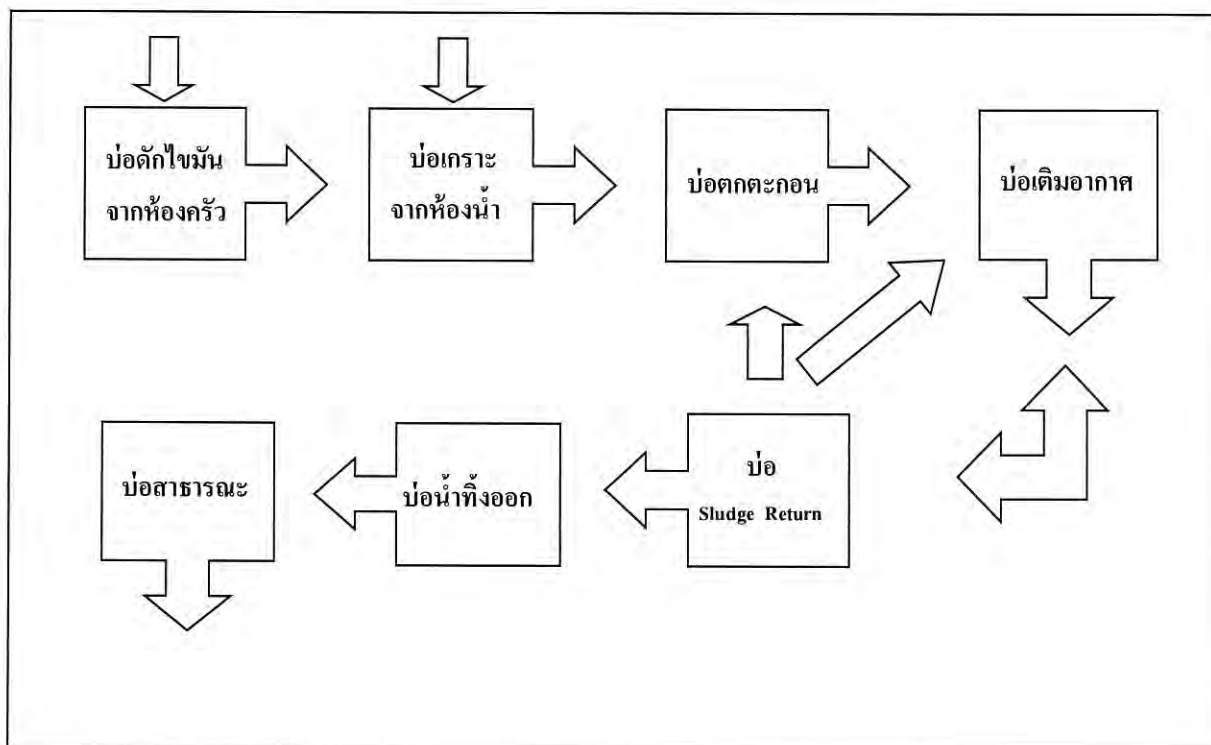 บ่อดักไขมัน
จากห้องครัว
บ่อเกราะ
จากห้องน้ำ
บ่อตกตะกอน
บ่อเติมอากาศ
บ่อสาธารณะ
บ่อน้ำทิ้งออก
บ่อ
Sludge Return